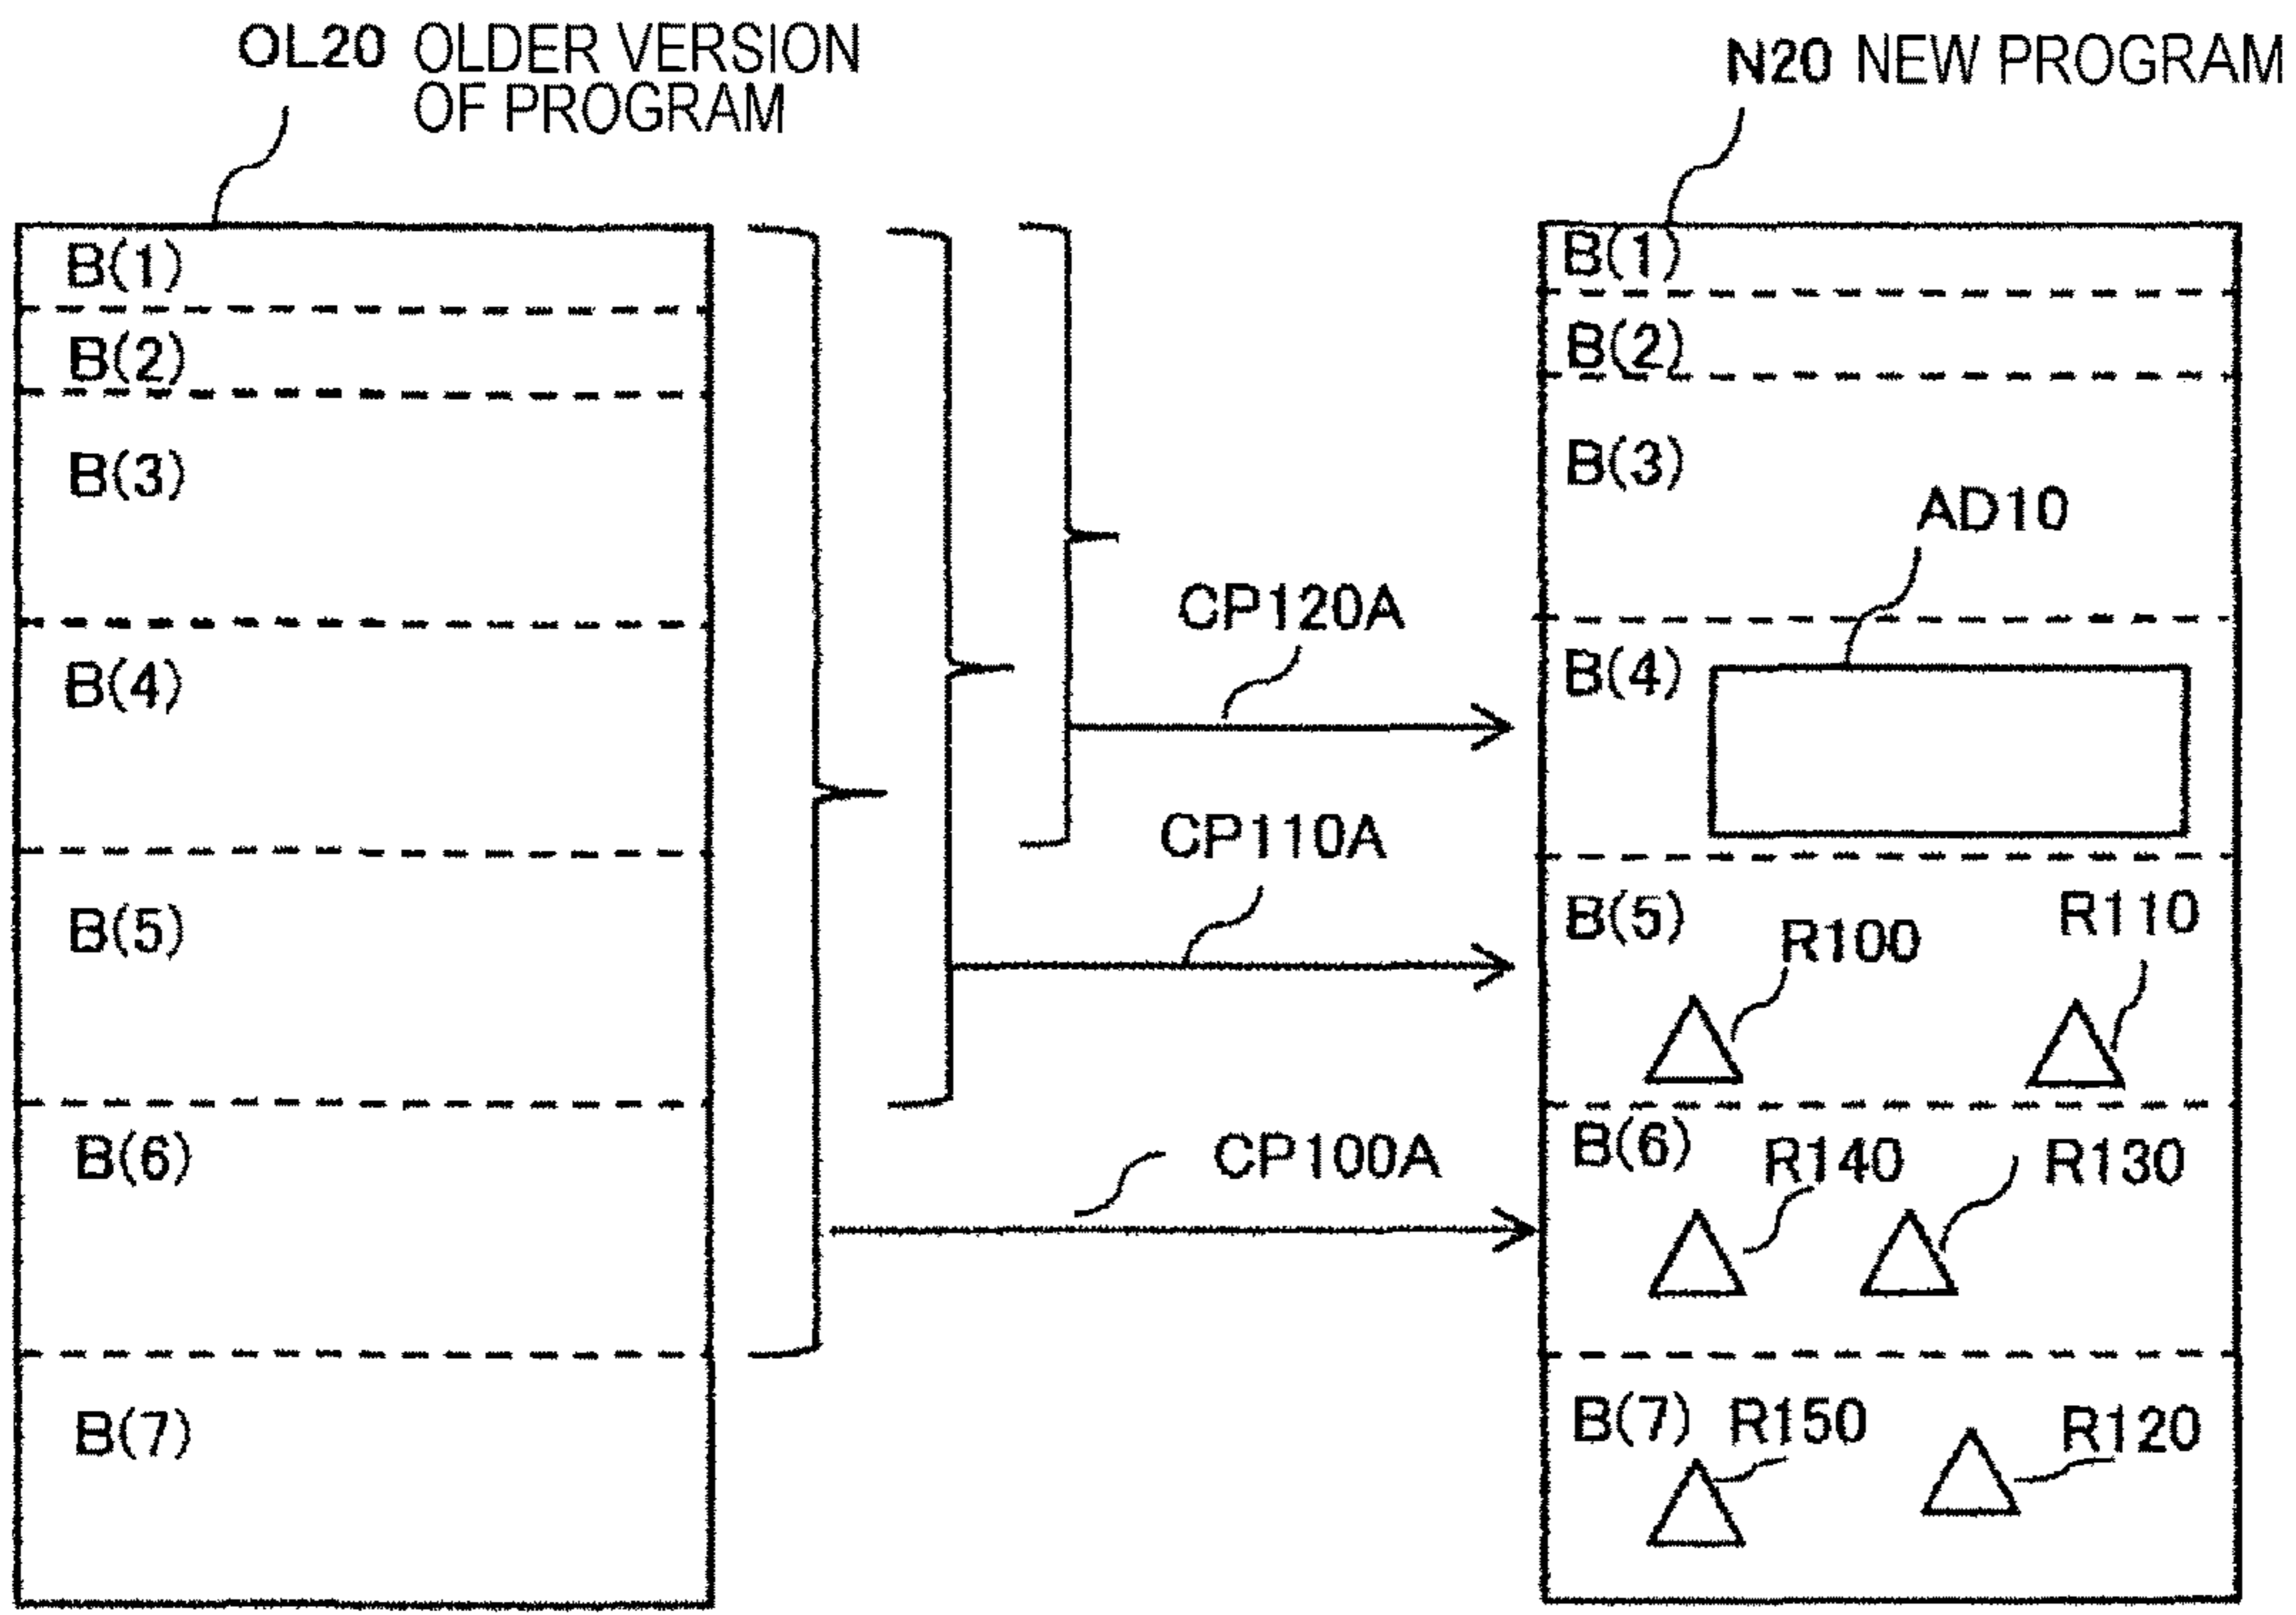 OL20 OLDER VERSION
OF PROGRAM
B(1)
B(2)
B(3)
B(4)
B(5)
B(6)
B(7)
CP120A
CP110A
CP100A
N20 NEW PROGRAM
B(1)
B(2)
B(3)
AD10
B(4)
B(5) R100 R110
B(6) R140 R130
B(7) R150 R120